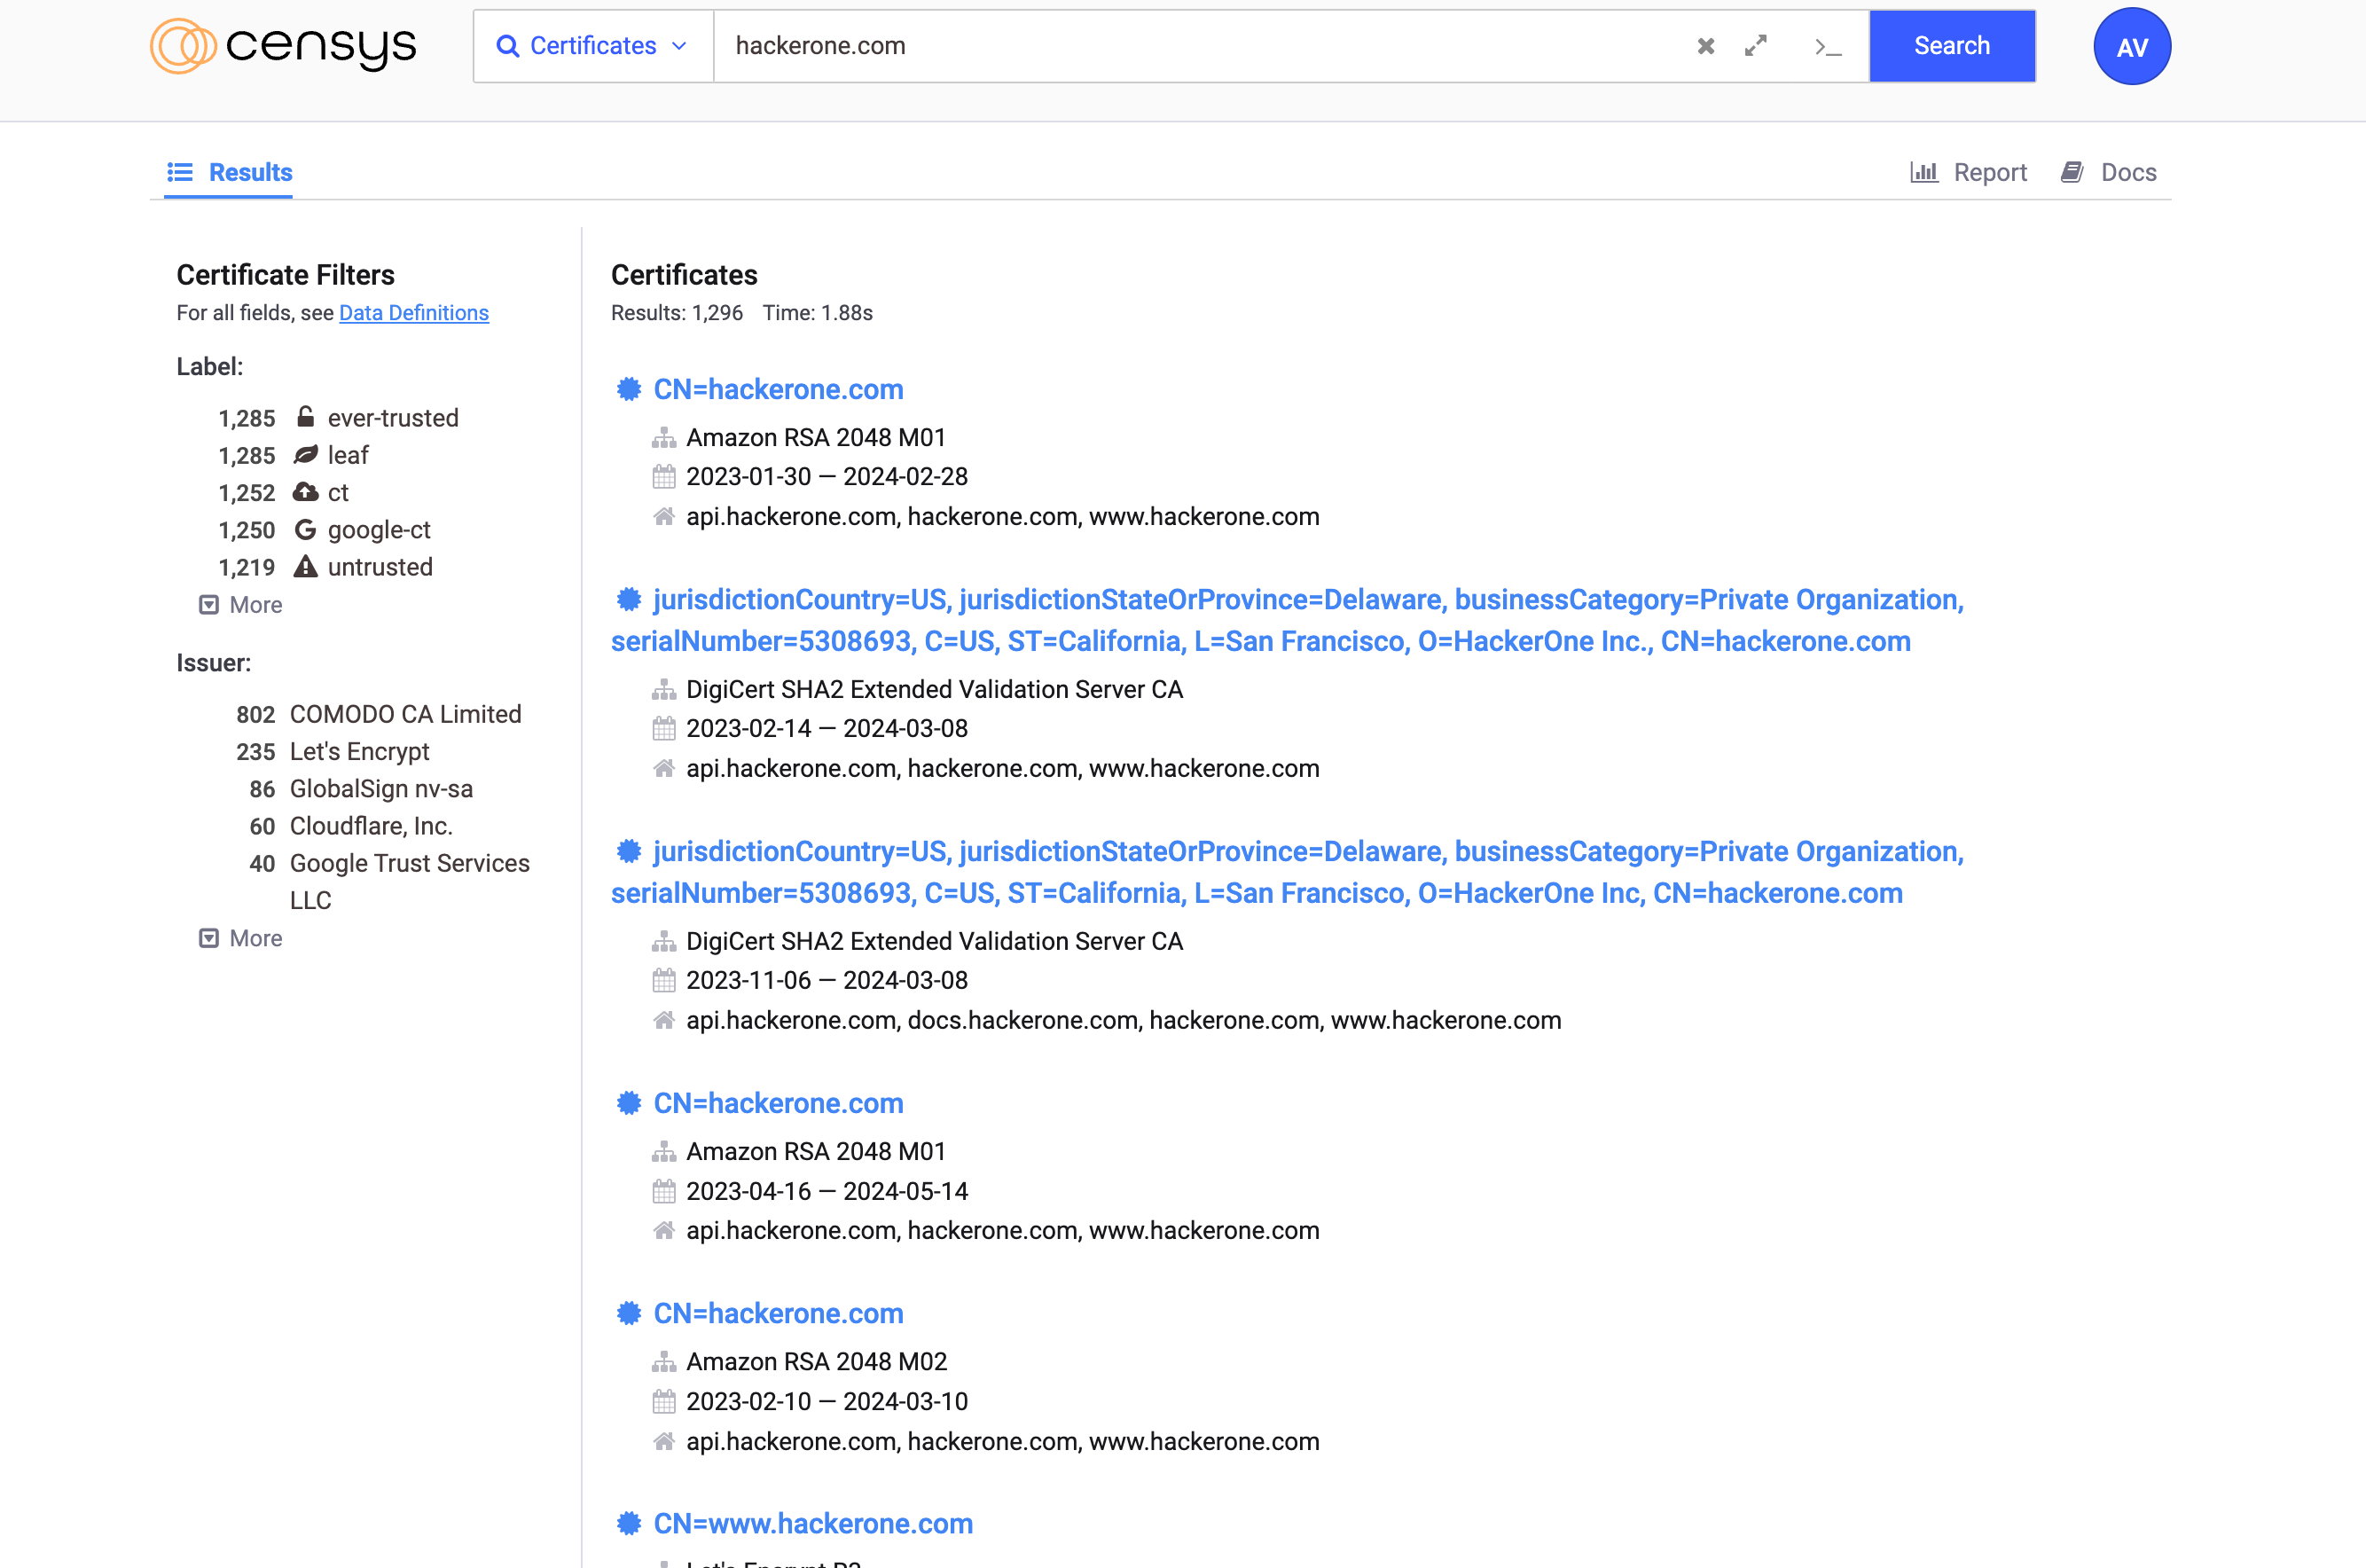 censys
Certificates
hackerone.com
>_
Search
AV
Results
Report
Docs
Certificate Filters
For all fields, see Data Definitions
Label:
1,285 ever-trusted
1,285 leaf
1,252 ct
1,250 google-ct
1,219 untrusted
More
Issuer:
802 COMODO CA Limited
235 Let's Encrypt
86 GlobalSign nv-sa
60 Cloudflare, Inc.
40 Google Trust Services
LLC
More
Certificates
Results: 1,296 Time: 1.88s
CN=hackerone.com
Amazon RSA 2048 M01
2023-01-30 — 2024-02-28
api.hackerone.com, hackerone.com, www.hackerone.com
jurisdictionCountry=US, jurisdictionStateOrProvince=Delaware, businessCategory=Private Organization,
serialNumber=5308693, C=US, ST=California, L=San Francisco, O=HackerOne Inc., CN=hackerone.com
DigiCert SHA2 Extended Validation Server CA
2023-02-14 — 2024-03-08
api.hackerone.com, hackerone.com, www.hackerone.com
jurisdictionCountry=US, jurisdictionStateOrProvince=Delaware, businessCategory=Private Organization,
serialNumber=5308693, C=US, ST=California, L=San Francisco, O=HackerOne Inc, CN=hackerone.com
DigiCert SHA2 Extended Validation Server CA
2023-11-06 — 2024-03-08
api.hackerone.com, docs.hackerone.com, hackerone.com, www.hackerone.com
CN=hackerone.com
Amazon RSA 2048 M01
2023-04-16 — 2024-05-14
api.hackerone.com, hackerone.com, www.hackerone.com
CN=hackerone.com
Amazon RSA 2048 M02
2023-02-10 — 2024-03-10
api.hackerone.com, hackerone.com, www.hackerone.com
CN=www.hackerone.com
Let's Encrypt